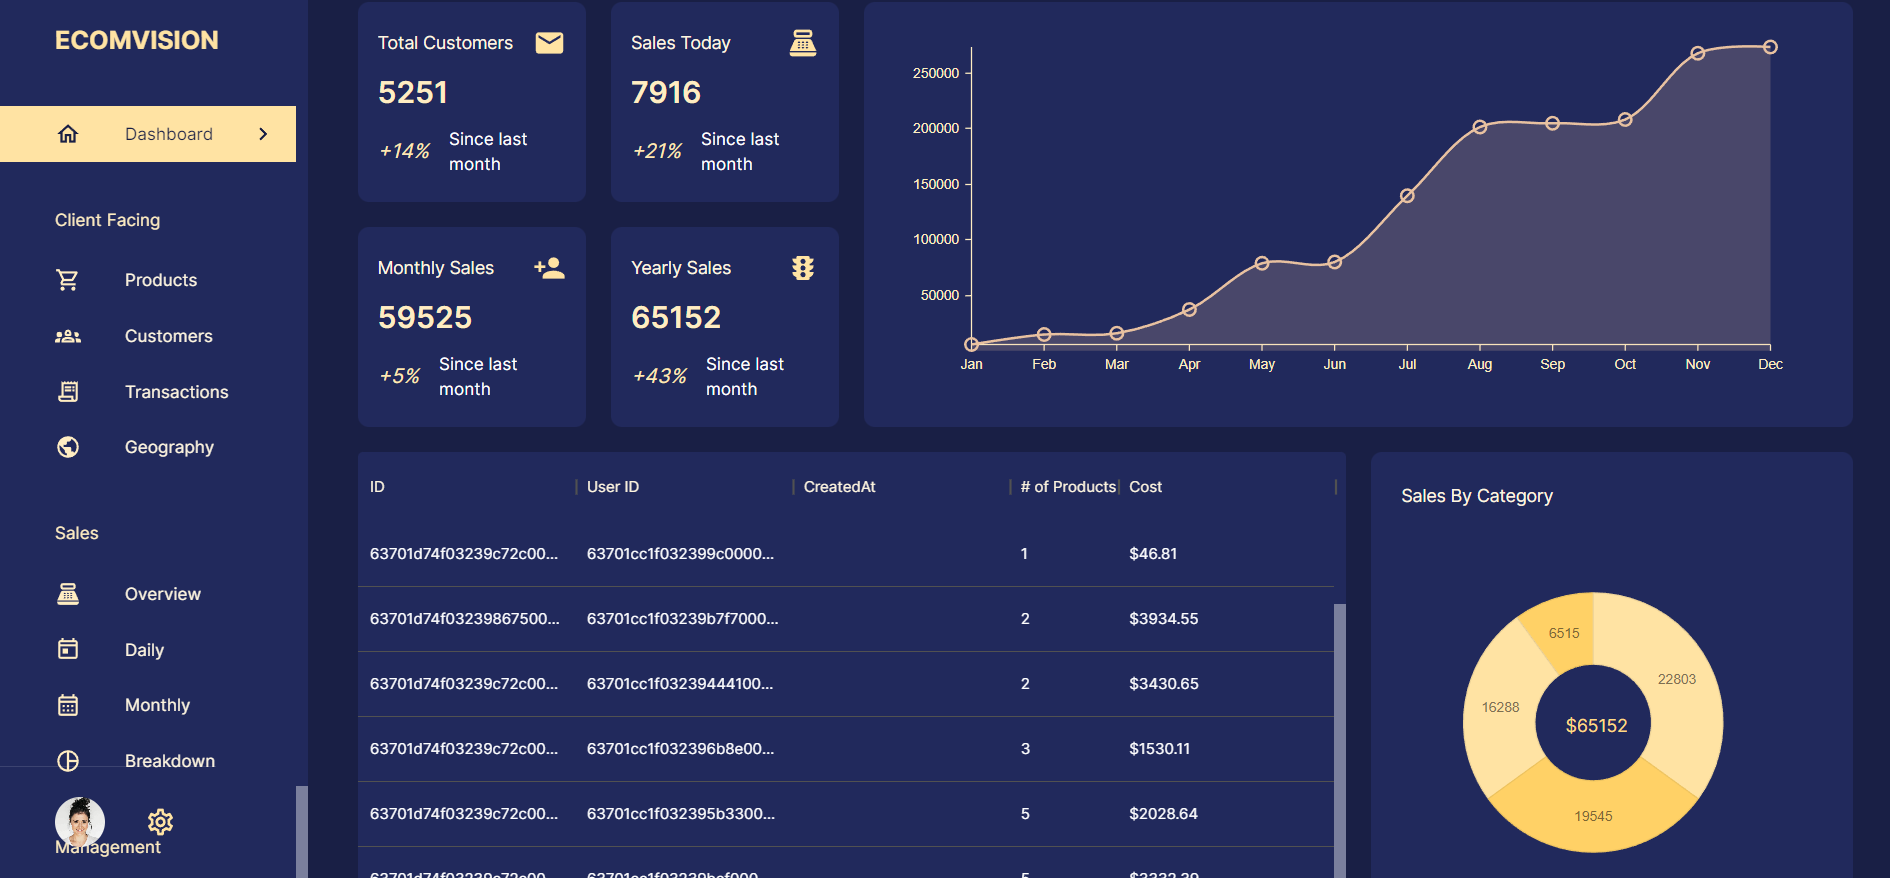 ECOMVISION
Dashboard
Client Facing
Products
Customers
Transactions
Geography
Sales
Overview
Daily
Monthly
Breakdown
Management
Total Customers
5251
+14% Since last
month
Sales Today
7916
+21% Since last
month
Monthly Sales
59525
+5% Since last
month
Yearly Sales
65152
+43% Since last
month
250000
200000
150000
100000
50000
Jan Feb Mar Apr May Jun Jul Aug Sep Oct Nov Dec
ID User ID CreatedAt # of Products Cost
63701d74f03239c72c00... 63701cc1f032399c0000... 1 $46.81
63701d74f03239867500... 63701cc1f03239b7f7000... 2 $3934.55
63701d74f03239c72c00... 63701cc1f03239444100... 2 $3430.65
63701d74f03239c72c00... 63701cc1f032396b8e00... 3 $1530.11
63701d74f03239c72c00... 63701cc1f032395b3300... 5 $2028.64
Sales By Category
6515
22803
16288
$65152
19545